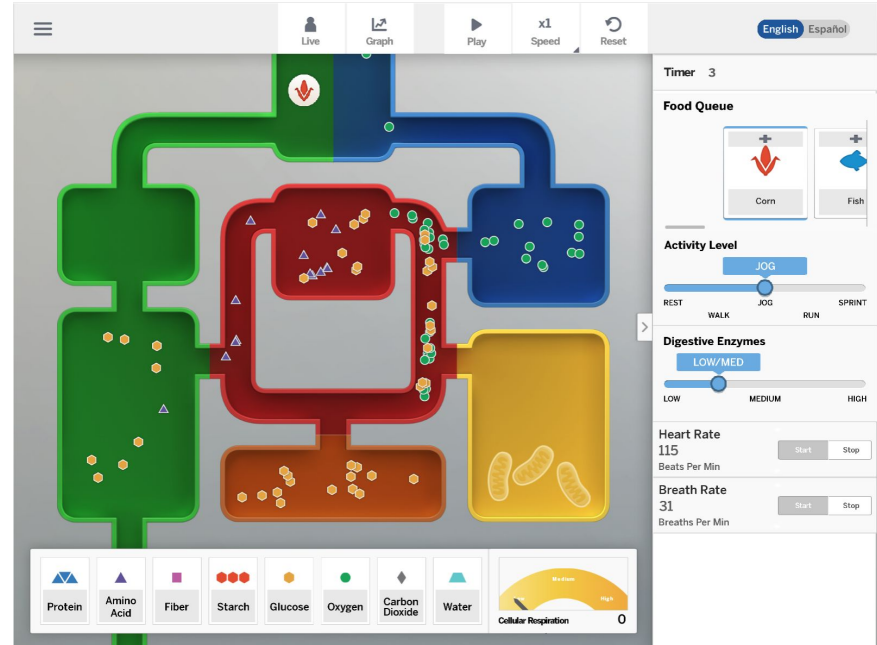 Live
Graph
Play
x1
Speed
Reset
English Español
Timer 3
Food Queue
Corn
Fish
Activity Level
JOG
REST JOG SPRINT
WALK RUN
Digestive Enzymes
LOW/MED
LOW MEDIUM HIGH
Heart Rate
115
Beats Per Min
Start Stop
Breath Rate
31
Breaths Per Min
Start Stop
Protein
Amino
Acid
Fiber
Starch
Glucose
Oxygen
Carbon
Dioxide
Water
Medium
High
Cellular Respiration 0